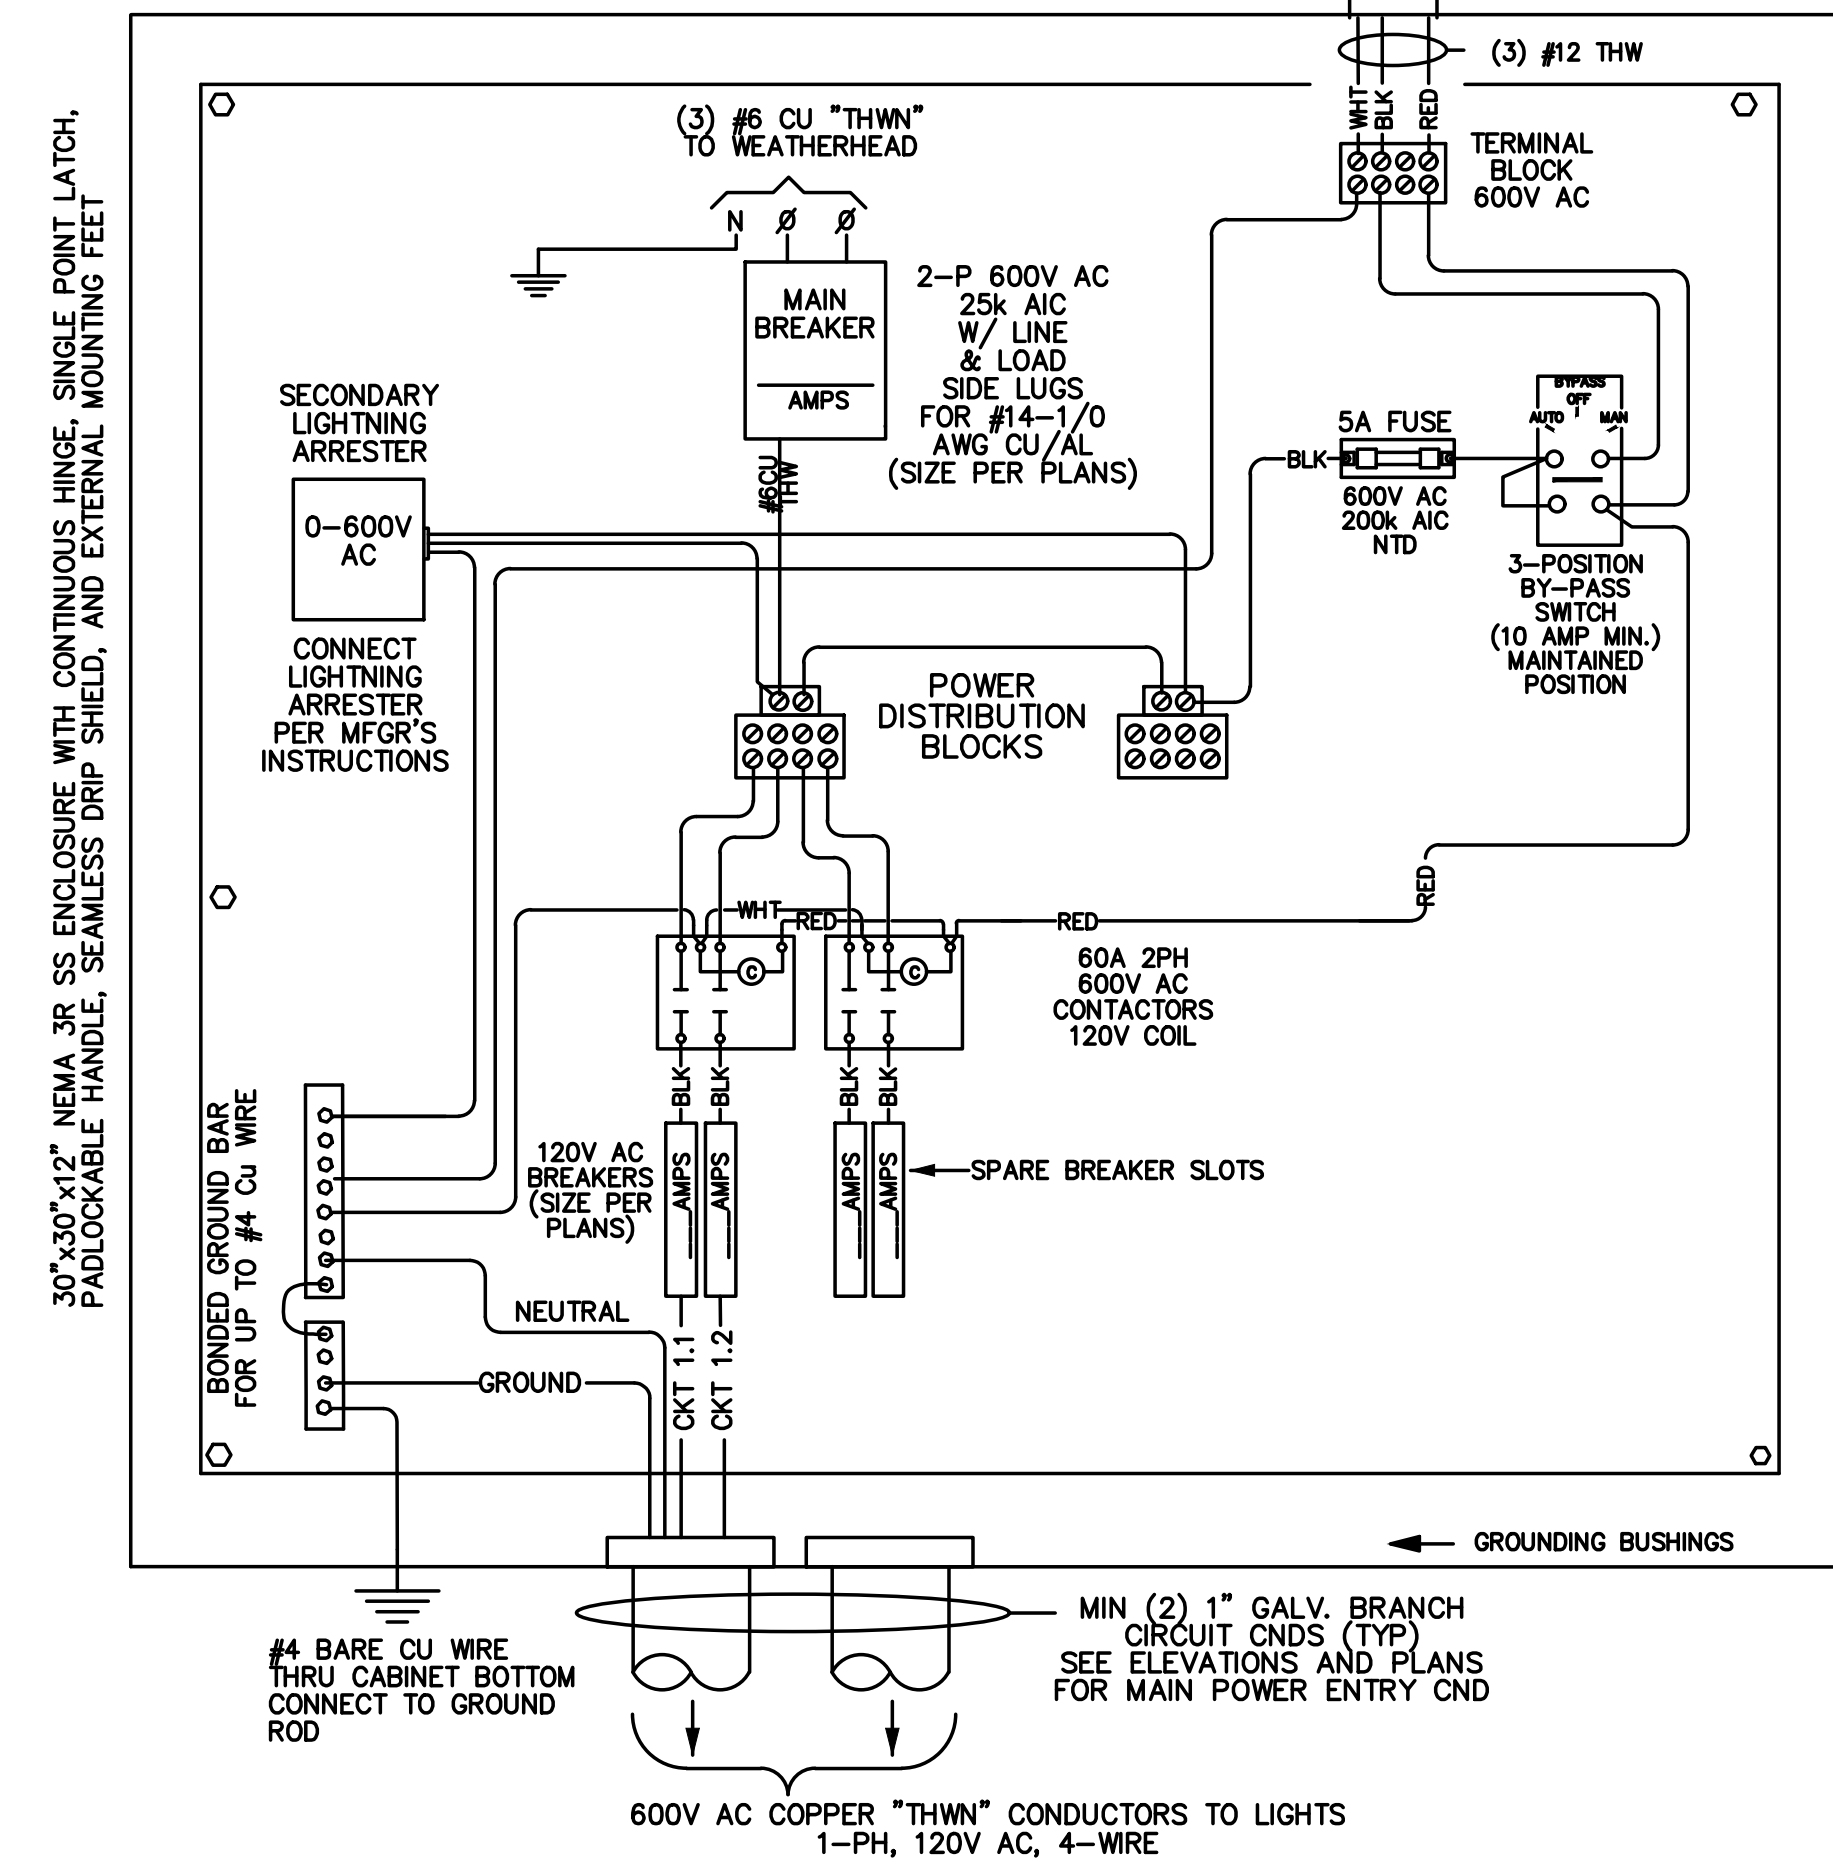 (3) #12 THW
WHT
BLK
RED
TERMINAL
BLOCK
600V AC
(3) #6 CU "THWN"
TO WEATHERHEAD
N Ø Ø
MAIN
BREAKER
AMPS
2-P 600V AC
25k AIC
W/ LINE
& LOAD
SIDE LUGS
FOR #14-1/0
AWG CU/AL
(SIZE PER PLANS)
#6CU
THW
SECONDARY
LIGHTNING
ARRESTER
0-600V
AC
CONNECT
LIGHTNING
ARRESTER
PER MFGR'S
INSTRUCTIONS
BYPASS
OFF
AUTO MAN
5A FUSE
BLK
600V AC
200k AIC
NTD
3-POSITION
BY-PASS
SWITCH
(10 AMP MIN.)
MAINTAINED
POSITION
POWER
DISTRIBUTION
BLOCKS
30"x30"x12" NEMA 3R SS ENCLOSURE WITH CONTINUOUS HINGE, SINGLE POINT LATCH,
PADLOCKABLE HANDLE, SEAMLESS DRIP SHIELD, AND EXTERNAL MOUNTING FEET
WHT
RED
RED
RED
C
C
60A 2PH
600V AC
CONTACTORS
120V COIL
BLK
BLK
BLK
BLK
120V AC
BREAKERS
(SIZE PER
PLANS)
AMPS
AMPS
AMPS
AMPS
SPARE BREAKER SLOTS
BONDED GROUND BAR
FOR UP TO #4 Cu WIRE
NEUTRAL
GROUND
CKT 1.1
CKT 1.2
GROUNDING BUSHINGS
#4 BARE CU WIRE
THRU CABINET BOTTOM
CONNECT TO GROUND
ROD
MIN (2) 1" GALV. BRANCH
CIRCUIT CNDS (TYP)
SEE ELEVATIONS AND PLANS
FOR MAIN POWER ENTRY CND
600V AC COPPER "THWN" CONDUCTORS TO LIGHTS
1-PH, 120V AC, 4-WIRE